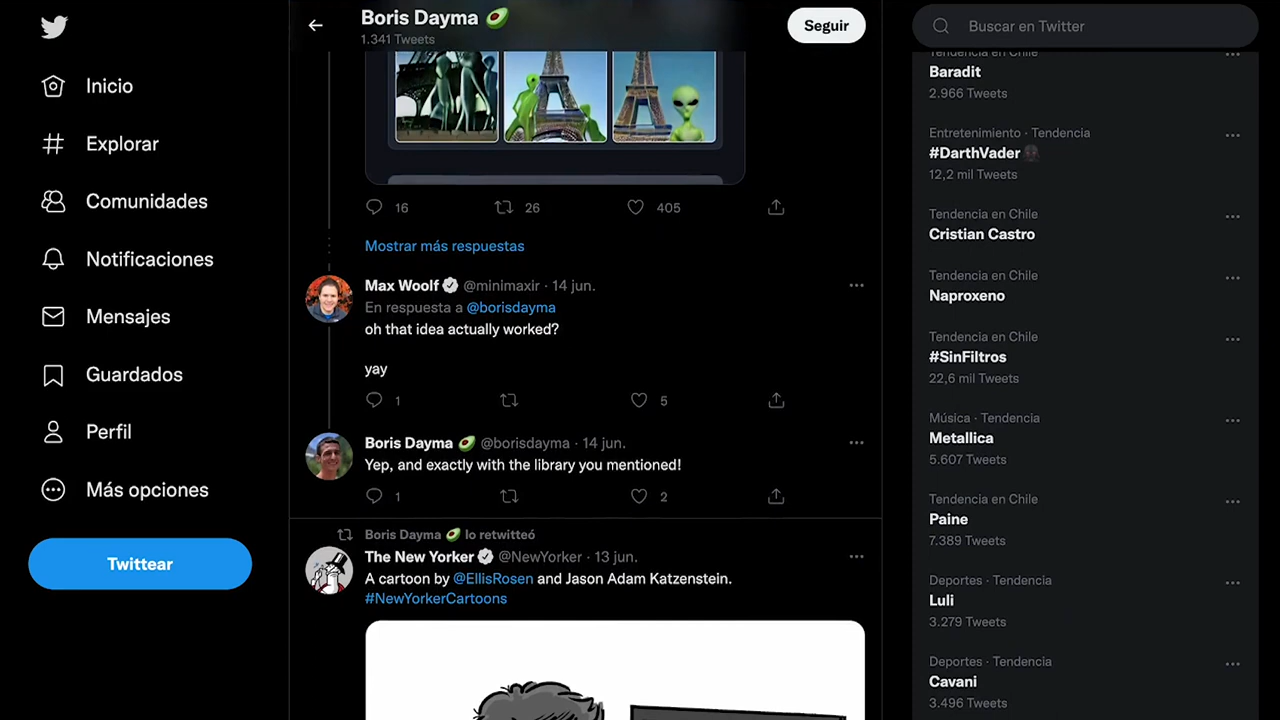 Inicio
Explorar
Comunidades
Notificaciones
Mensajes
Guardados
Perfil
Más opciones
Twittear
Boris Dayma 🥑
1.341 Tweets
Seguir
16
26
405
Mostrar más respuestas
Max Woolf @minimaxir · 14 jun.
En respuesta a @borisdayma
oh that idea actually worked?
yay
1
5
Boris Dayma 🥑 @borisdayma · 14 jun.
Yep, and exactly with the library you mentioned!
1
2
Boris Dayma 🥑 lo retwitteó
The New Yorker @NewYorker · 13 jun.
A cartoon by @EllisRosen and Jason Adam Katzenstein.
#NewYorkerCartoons
Buscar en Twitter
Tendencia en Chile
Baradit
2.966 Tweets
Entretenimiento · Tendencia
#DarthVader
12,2 mil Tweets
Tendencia en Chile
Cristian Castro
Tendencia en Chile
Naproxeno
Tendencia en Chile
#SinFiltros
22,6 mil Tweets
Música · Tendencia
Metallica
5.607 Tweets
Tendencia en Chile
Paine
7.389 Tweets
Deportes · Tendencia
Luli
3.279 Tweets
Deportes · Tendencia
Cavani
3.496 Tweets